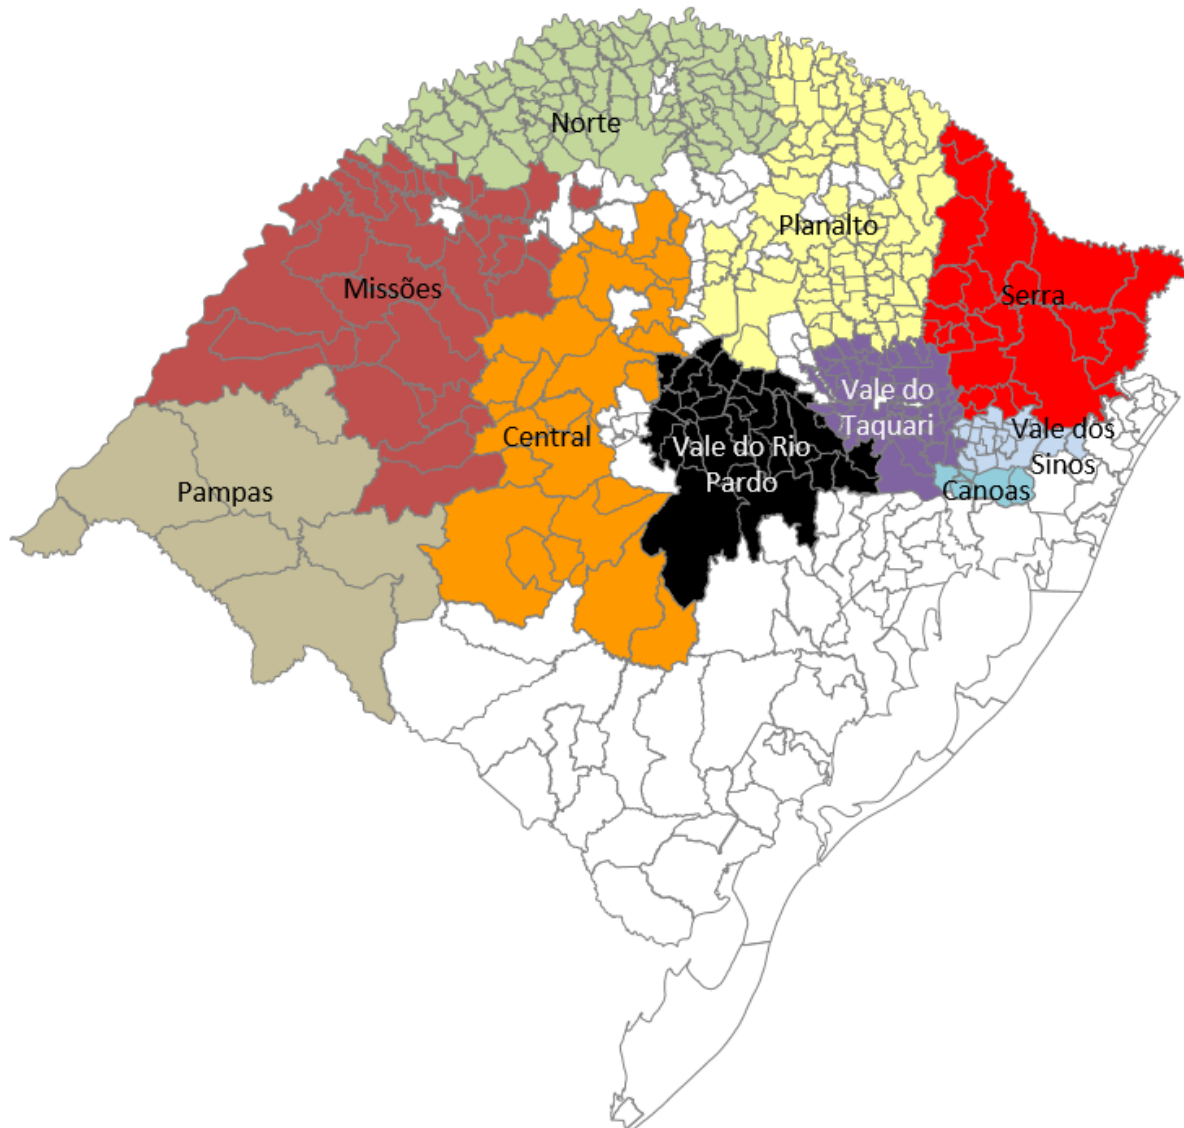 Norte
Planalto
Missões
Serra
Vale do
Taquari
Central
Vale do Rio
Pardo
Vale dos
Sinos
Pampas
Canoas